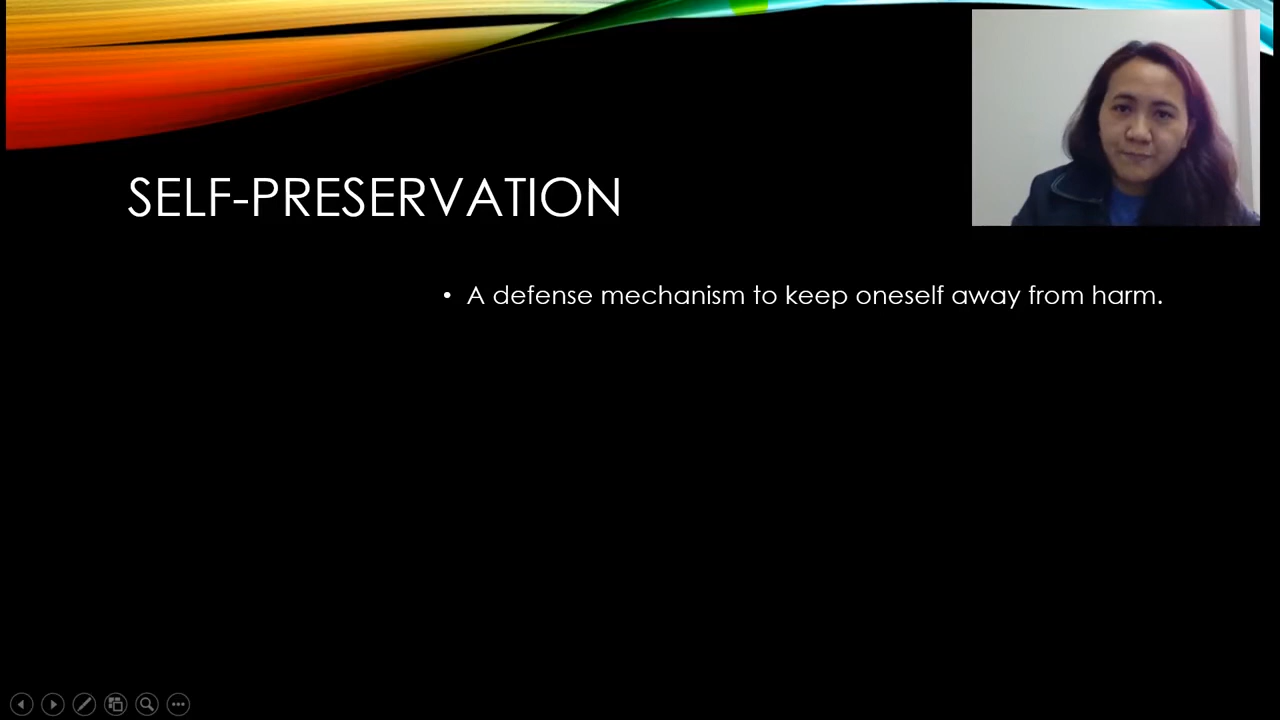 SELF-PRESERVATION
• A defense mechanism to keep oneself away from harm.